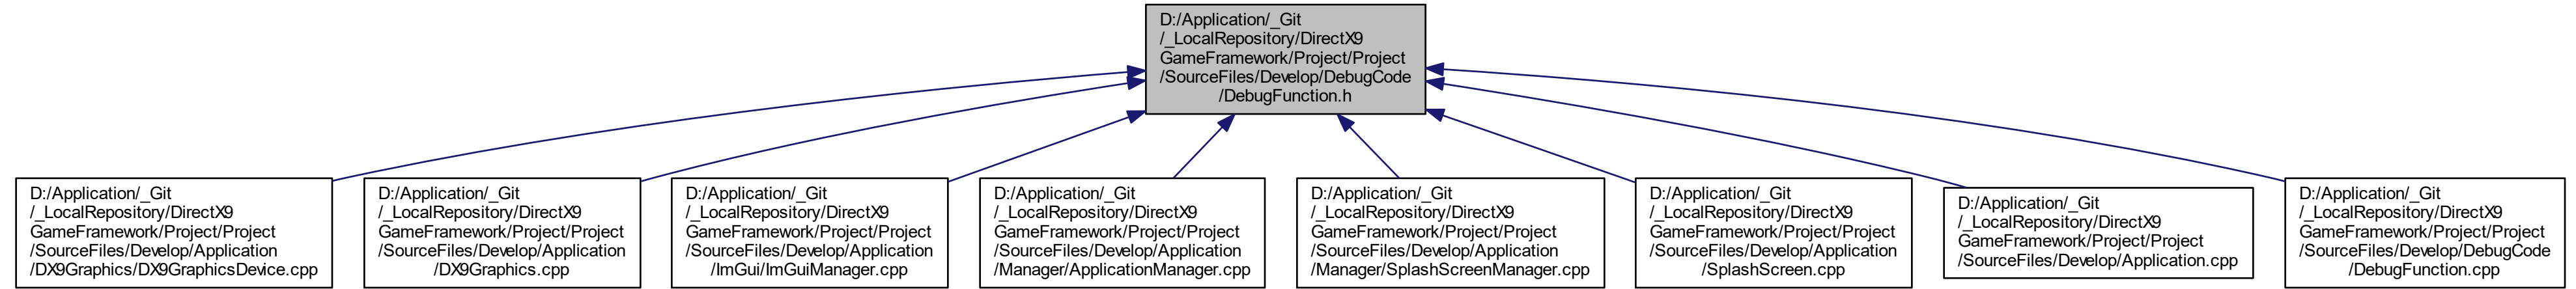 D:/Application/_Git
/_LocalRepository/DirectX9
GameFramework/Project/Project
/SourceFiles/Develop/DebugCode
/DebugFunction.h
D:/Application/_Git
/_LocalRepository/DirectX9
GameFramework/Project/Project
/SourceFiles/Develop/Application
/DX9Graphics/DX9GraphicsDevice.cpp
D:/Application/_Git
/_LocalRepository/DirectX9
GameFramework/Project/Project
/SourceFiles/Develop/Application
/DX9Graphics.cpp
D:/Application/_Git
/_LocalRepository/DirectX9
GameFramework/Project/Project
/SourceFiles/Develop/Application
/ImGui/ImGuiManager.cpp
D:/Application/_Git
/_LocalRepository/DirectX9
GameFramework/Project/Project
/SourceFiles/Develop/Application
/Manager/ApplicationManager.cpp
D:/Application/_Git
/_LocalRepository/DirectX9
GameFramework/Project/Project
/SourceFiles/Develop/Application
/Manager/SplashScreenManager.cpp
D:/Application/_Git
/_LocalRepository/DirectX9
GameFramework/Project/Project
/SourceFiles/Develop/Application
/SplashScreen.cpp
D:/Application/_Git
/_LocalRepository/DirectX9
GameFramework/Project/Project
/SourceFiles/Develop/Application.cpp
D:/Application/_Git
/_LocalRepository/DirectX9
GameFramework/Project/Project
/SourceFiles/Develop/DebugCode
/DebugFunction.cpp